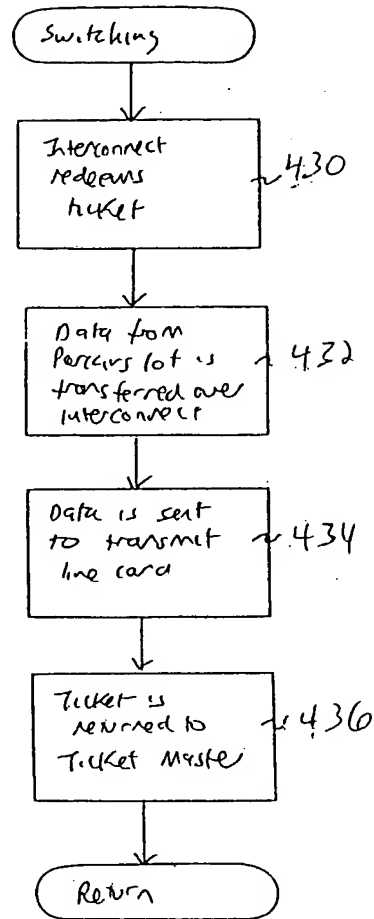 Switching
Interconnect
redeems
ticket
430
Data from
Parking lot is
transferred over
interconnect
432
Data is sent
to transmit
line card
434
Ticket is
returned to
Ticket Master
436
Return